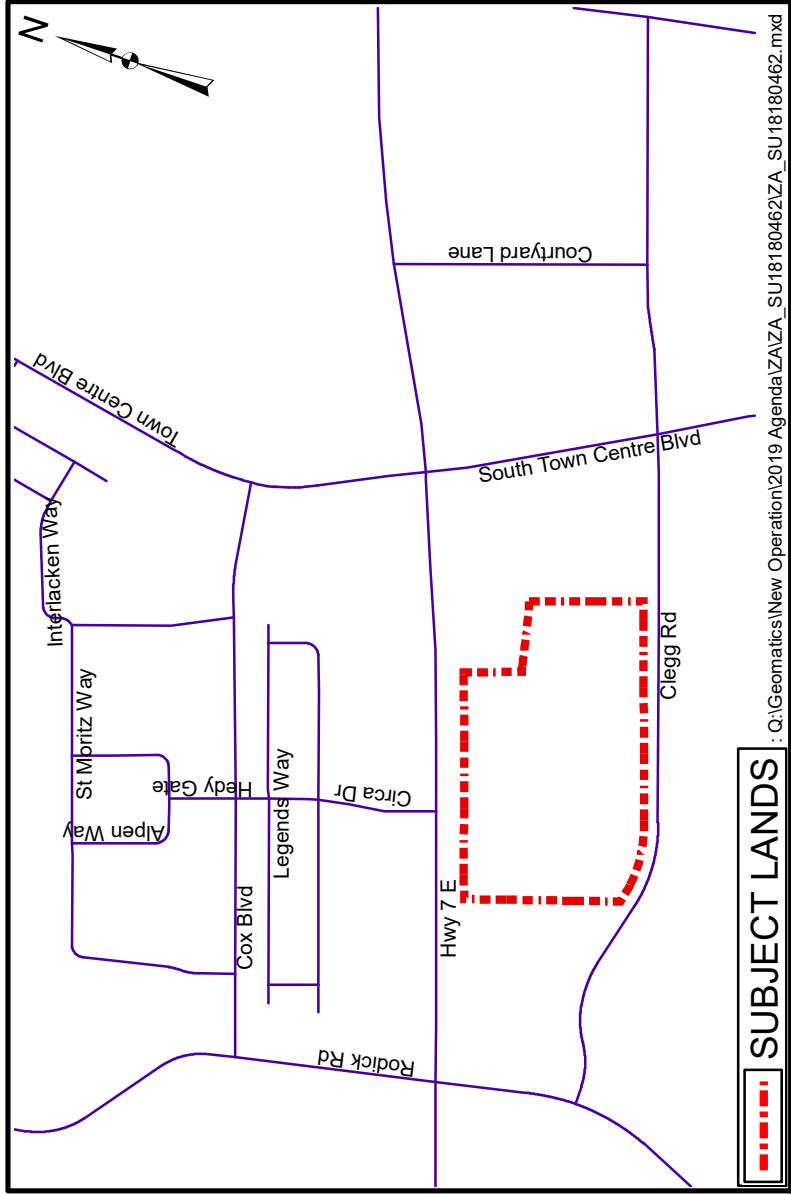 N
Town Centre Blvd
Courtyard Lane
Interlacken Way
South Town Centre Blvd
St Moritz Way
Alpen Way
Hedy Gate
Legends Way
Circa Dr
Cox Blvd
Hwy 7 E
Clegg Rd
Rodick Rd
SUBJECT LANDS
: Q:\Geomatics\New Operation\2019 Agenda\ZA\ZA_SU18180462\ZA_SU18180462.mxd